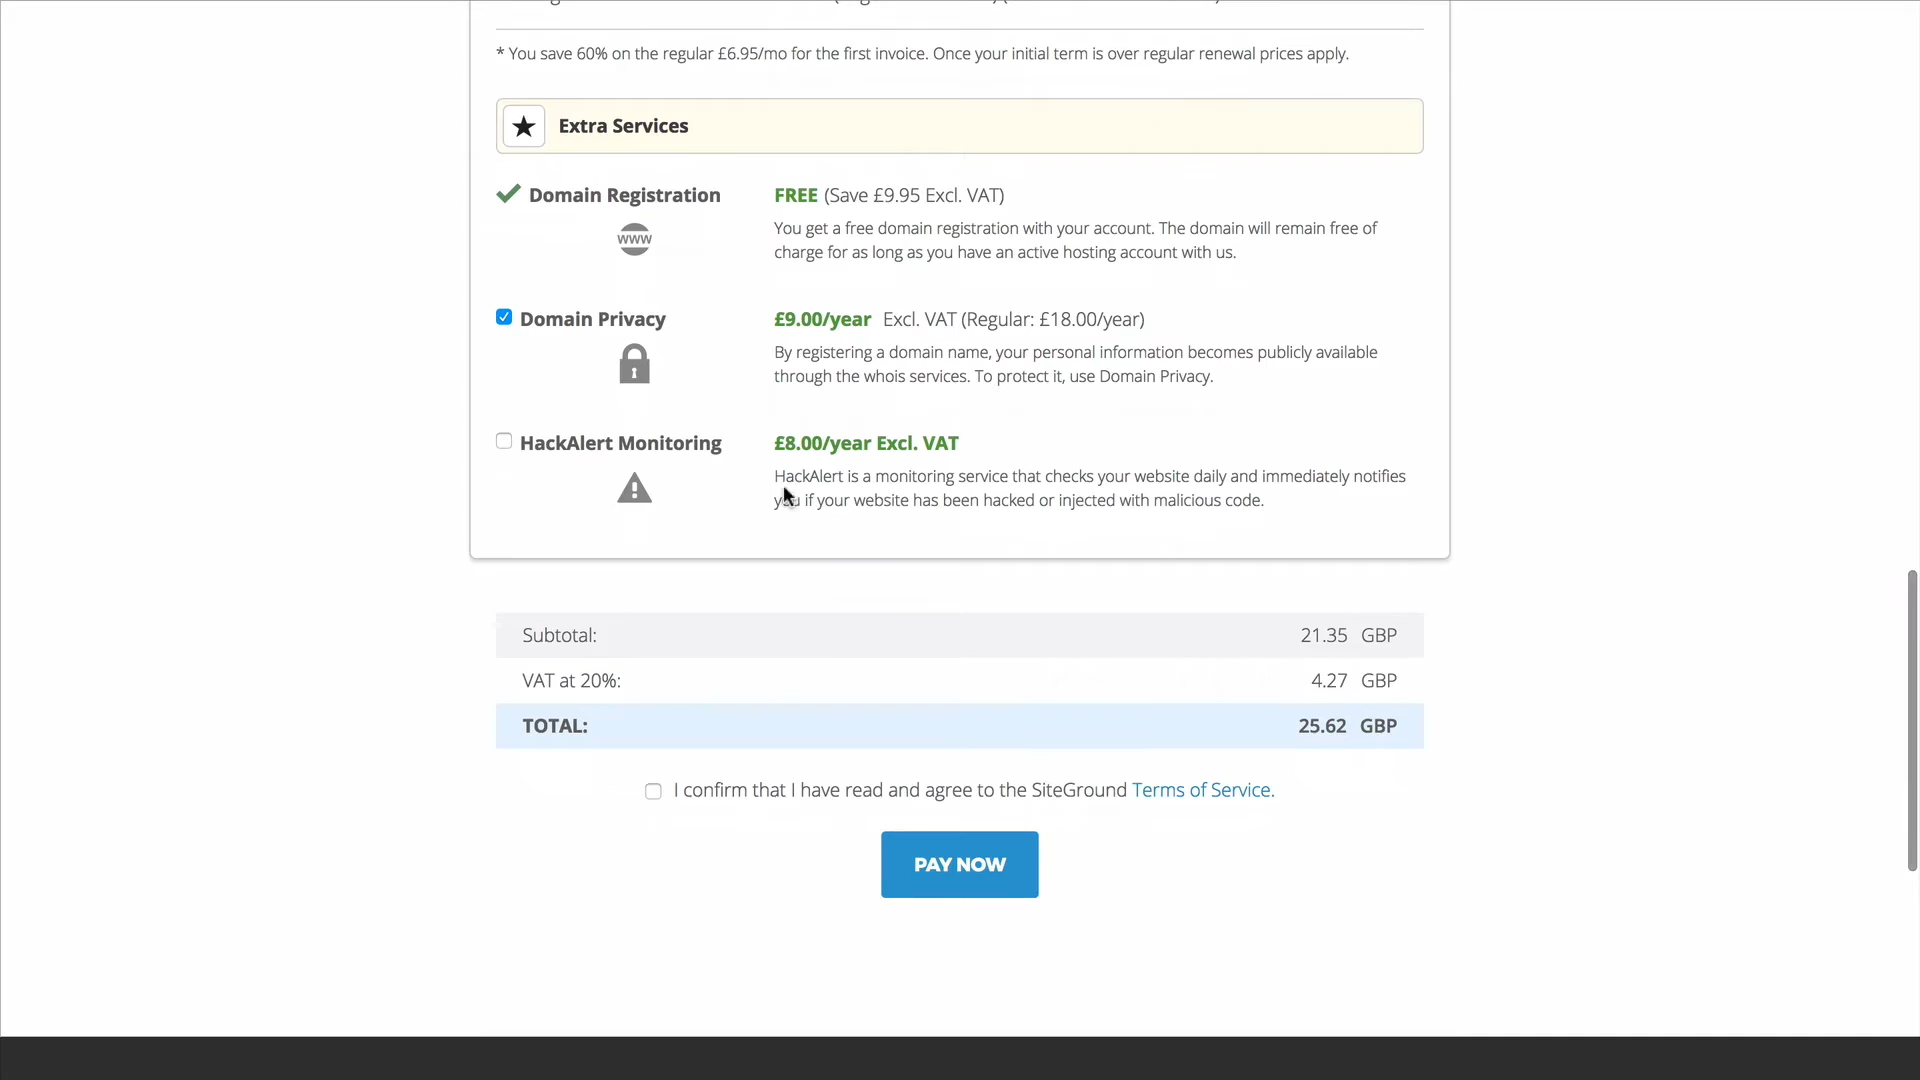 * You save 60% on the regular £6.95/mo for the first invoice. Once your initial term is over regular renewal prices apply.
Extra Services
Domain Registration
FREE (Save £9.95 Excl. VAT)
www
You get a free domain registration with your account. The domain will remain free of
charge for as long as you have an active hosting account with us.
Domain Privacy
£9.00/year Excl. VAT (Regular: £18.00/year)
By registering a domain name, your personal information becomes publicly available
through the whois services. To protect it, use Domain Privacy.
HackAlert Monitoring
£8.00/year Excl. VAT
HackAlert is a monitoring service that checks your website daily and immediately notifies
you if your website has been hacked or injected with malicious code.
Subtotal: 21.35 GBP
VAT at 20%: 4.27 GBP
TOTAL: 25.62 GBP
I confirm that I have read and agree to the SiteGround Terms of Service.
PAY NOW